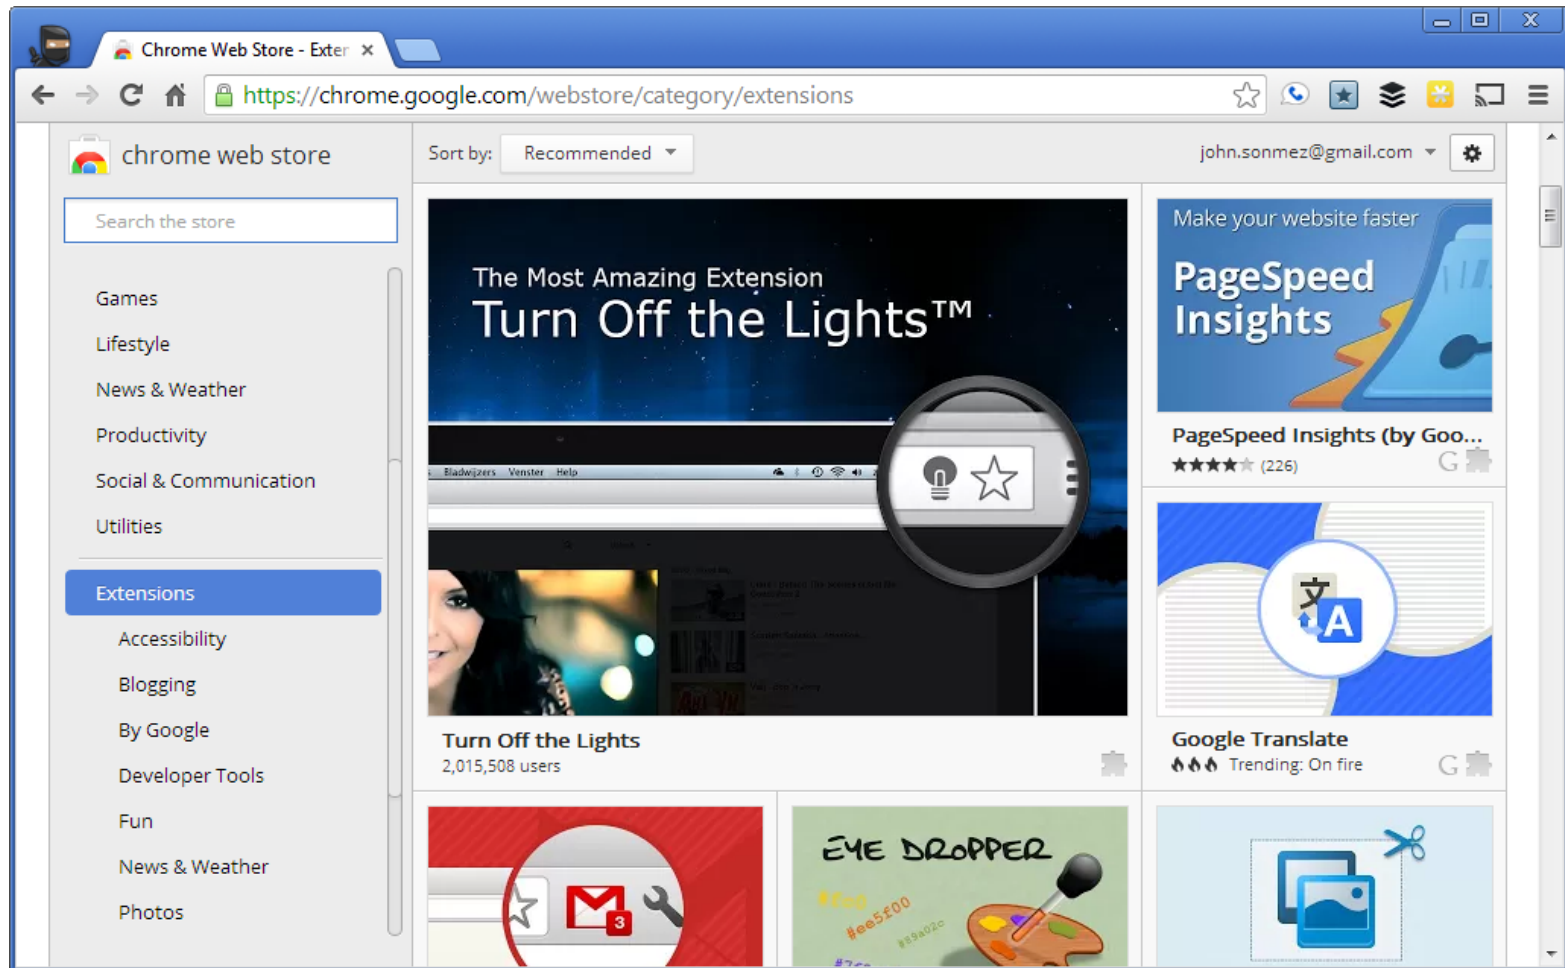 Chrome Web Store - Exter
https://chrome.google.com/webstore/category/extensions
chrome web store
Search the store
Games
Lifestyle
News & Weather
Productivity
Social & Communication
Utilities
Extensions
Accessibility
Blogging
By Google
Developer Tools
Fun
News & Weather
Photos
Sort by:
Recommended
john.sonmez@gmail.com
The Most Amazing Extension
Turn Off the Lights™
Bladwijzers Venster Help
Turn Off the Lights
2,015,508 users
Make your website faster
PageSpeed
Insights
PageSpeed Insights (by Goo...
(226)
G
文
A
Google Translate
Trending: On fire
G
3
EYE DROPPER
#ee5f00
#89a02c